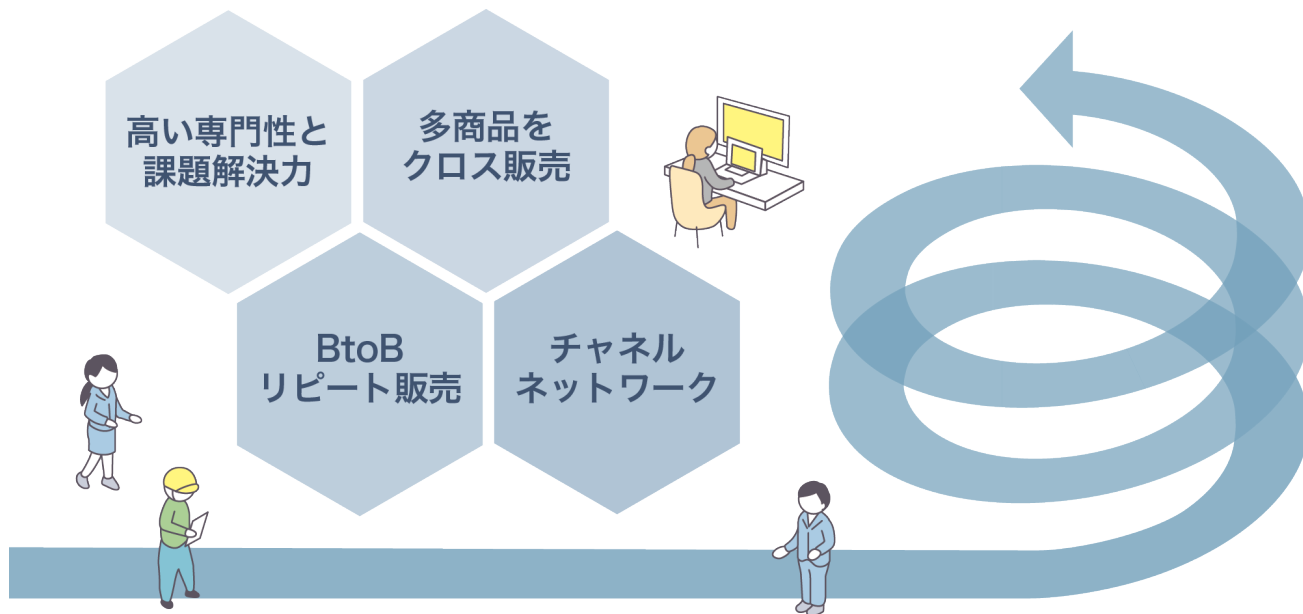 高い専門性と
課題解決力
多商品を
クロス販売
BtoB
リピート販売
チャネル
ネットワーク